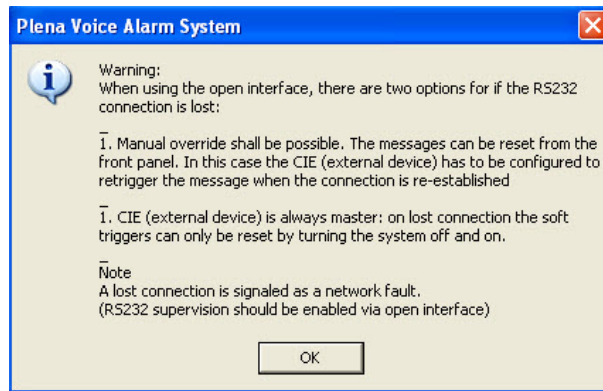 Plena Voice Alarm System
Warning:
When using the open interface, there are two options for if the RS232
connection is lost:
_
1. Manual override shall be possible. The messages can be reset from the
front panel. In this case the CIE (external device) has to be configured to
retrigger the message when the connection is re-established
_
1. CIE (external device) is always master: on lost connection the soft
triggers can only be reset by turning the system off and on.
_
Note
A lost connection is signaled as a network fault.
(RS232 supervision should be enabled via open interface)
OK